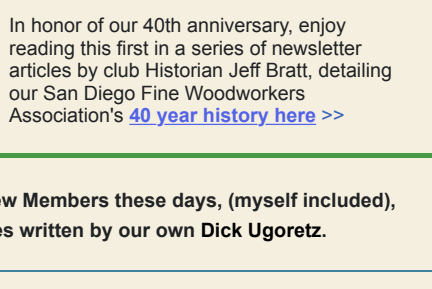 In honor of our 40th anniversary, enjoy
reading this first in a series of newsletter
articles by club Historian Jeff Bratt, detailing
our San Diego Fine Woodworkers
Association's 40 year history here >>
ew Members these days, (myself included),
es written by our own Dick Ugoretz.